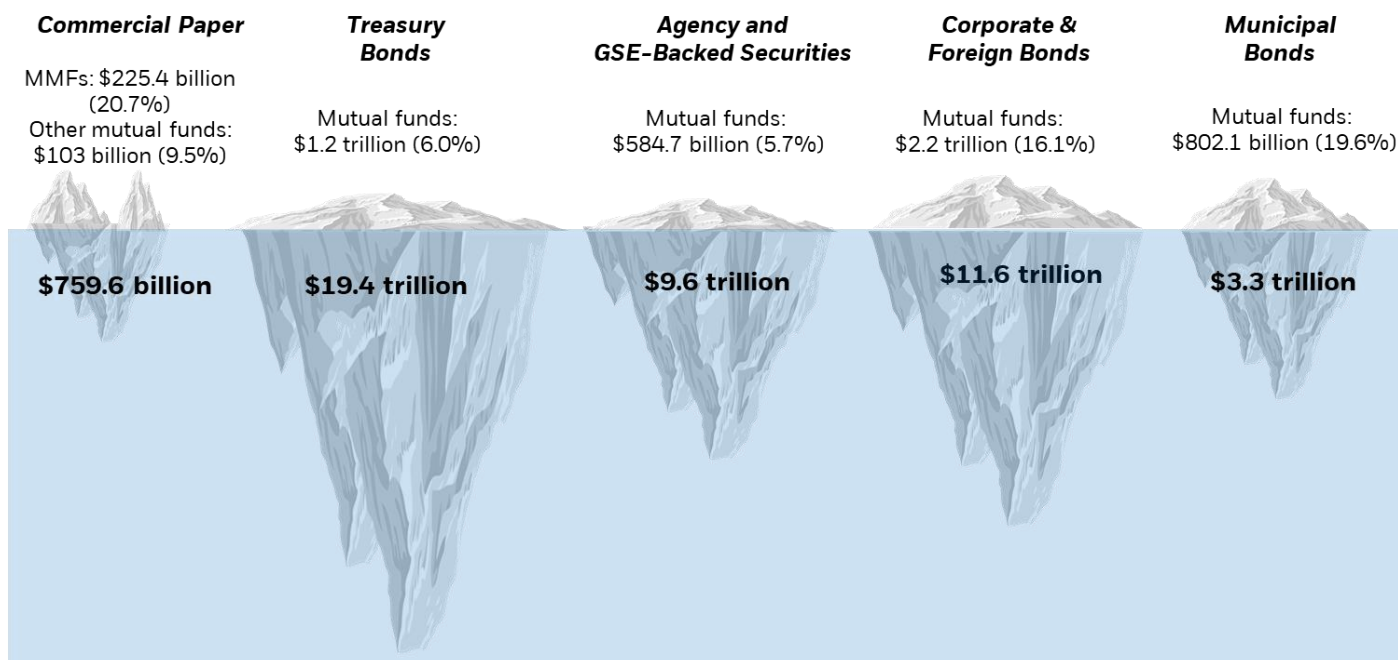 Commercial Paper
MMFs: $225.4 billion
(20.7%)
Other mutual funds:
$103 billion (9.5%)
$759.6 billion
Treasury
Bonds
Mutual funds:
$1.2 trillion (6.0%)
$19.4 trillion
Agency and
GSE-Backed Securities
Mutual funds:
$584.7 billion (5.7%)
$9.6 trillion
Corporate &
Foreign Bonds
Mutual funds:
$2.2 trillion (16.1%)
$11.6 trillion
Municipal
Bonds
Mutual funds:
$802.1 billion (19.6%)
$3.3 trillion